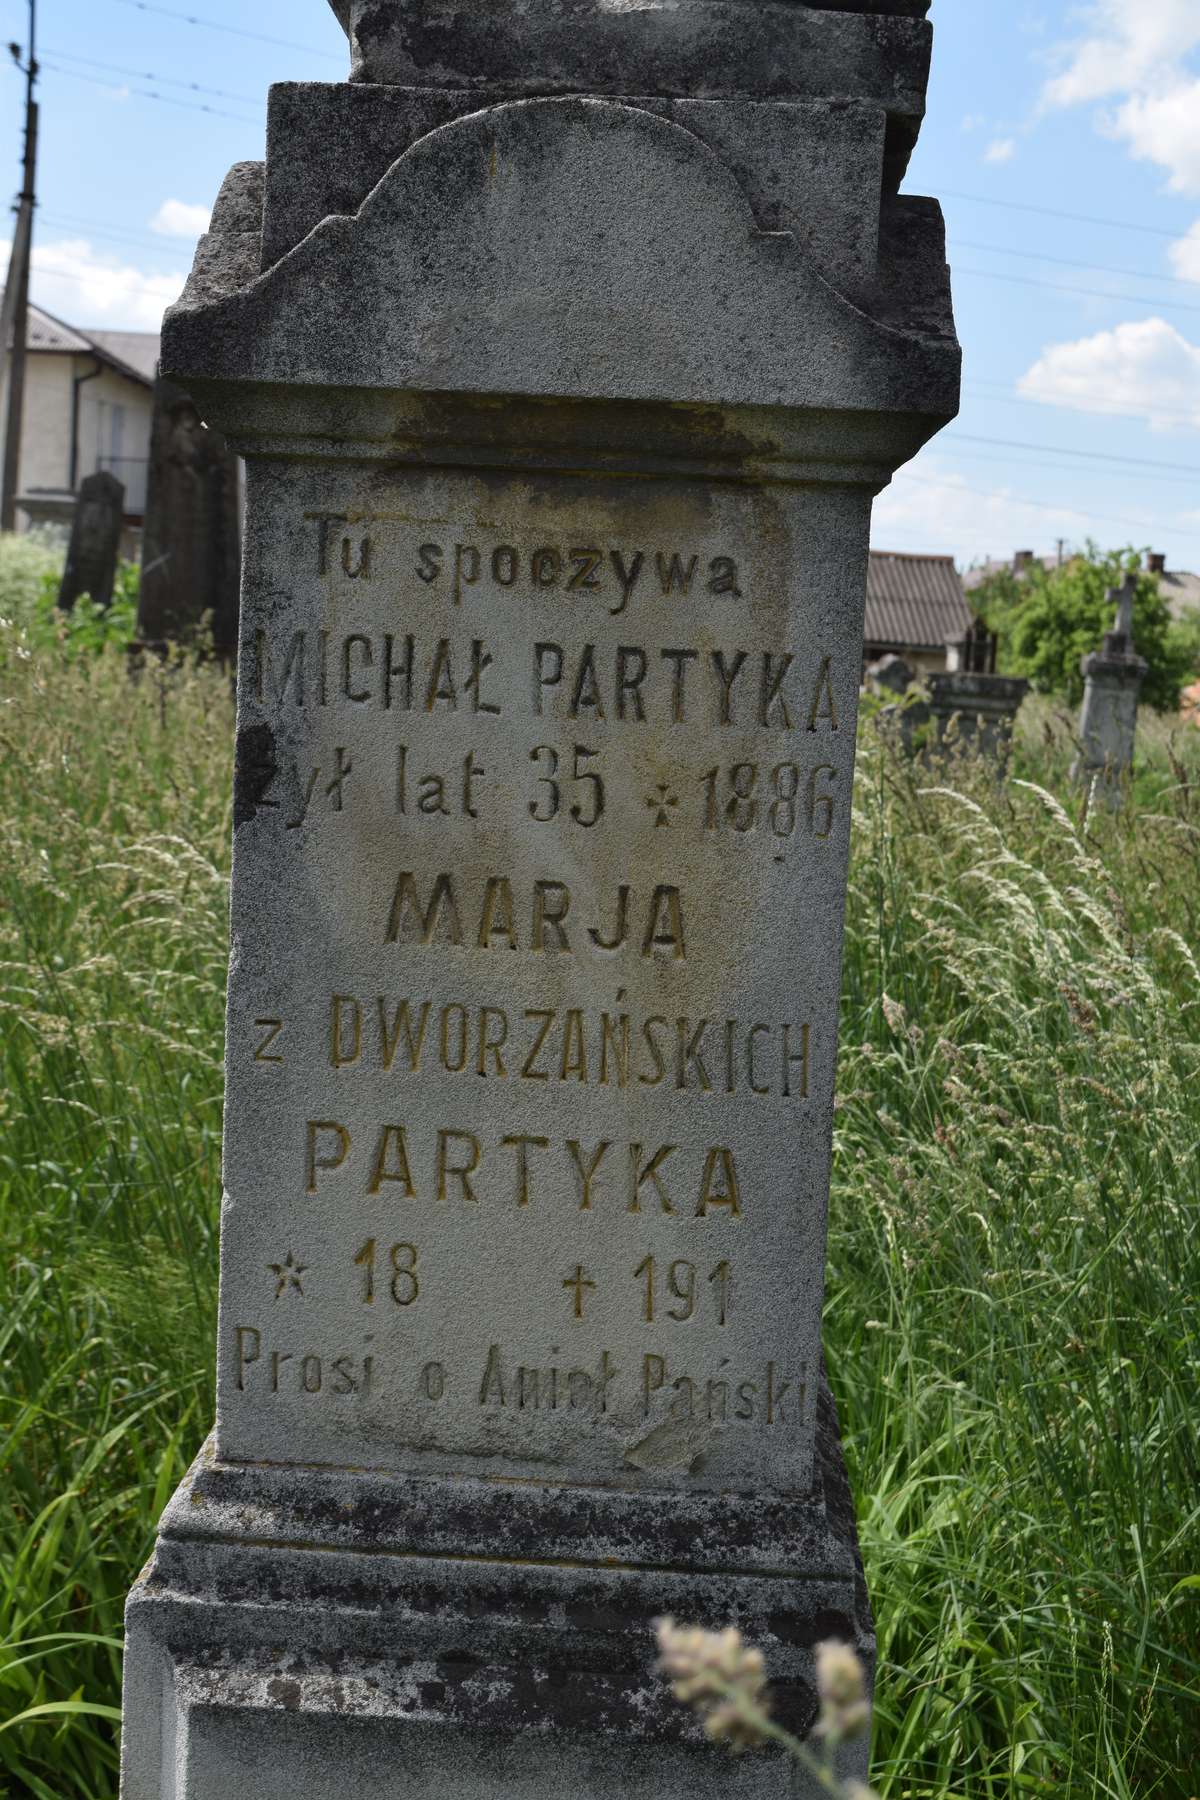 Tu spoczywa
MICHAŁ PARTYKA
żył lat 35 ✢ 1886
MARJA
z DWORZAŃSKICH
PARTYKA
* 18 † 191
Prosi o Anioł Pański